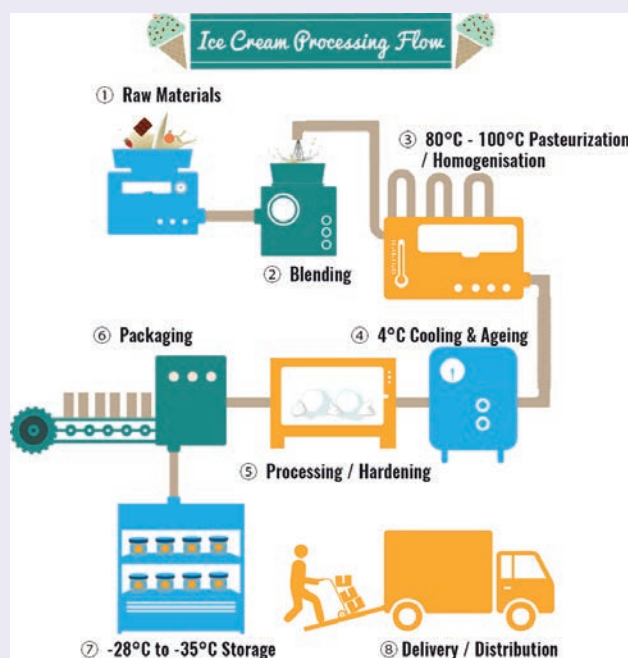 Ice Cream Processing Flow
① Raw Materials
② Blending
③ 80°C - 100°C Pasteurization
/ Homogenisation
④ 4°C Cooling & Ageing
⑤ Processing / Hardening
⑥ Packaging
⑦ -28°C to -35°C Storage
⑧ Delivery / Distribution